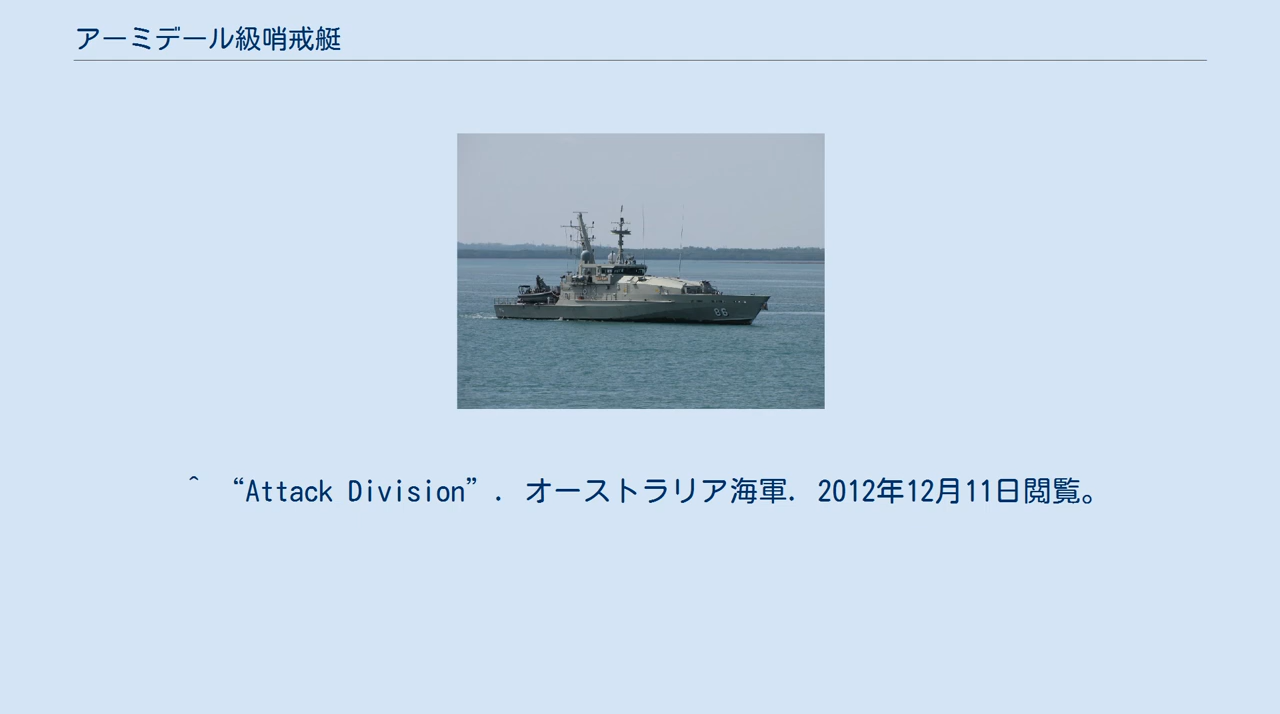 アーミデール級哨戒艇
86
^ “Attack Division”. オーストラリア海軍. 2012年12月11日閲覧。